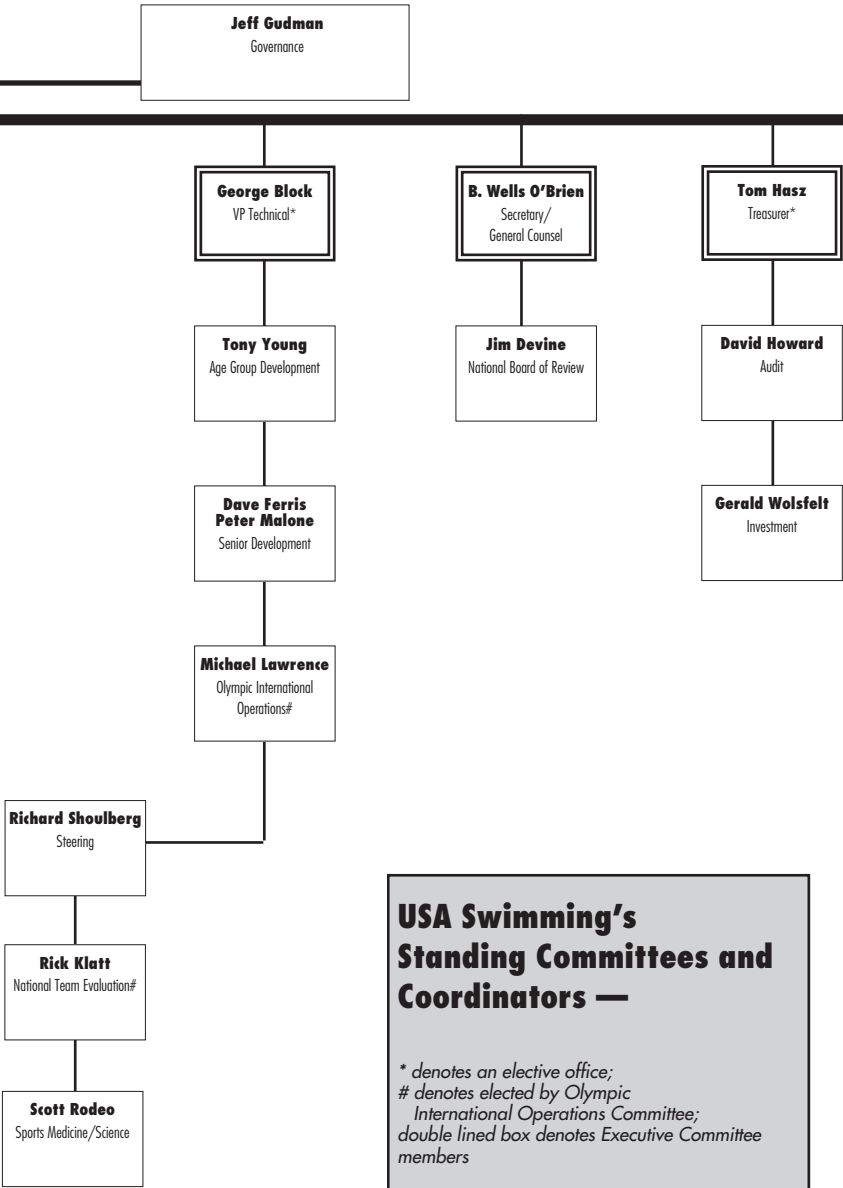 Jeff Gudman
Governance
George Block
VP Technical*
B. Wells O'Brien
Secretary/
General Counsel
Tom Hasz
Treasurer*
Tony Young
Age Group Development
Jim Devine
National Board of Review
David Howard
Audit
Dave Ferris
Peter Malone
Senior Development
Gerald Wolsfelt
Investment
Michael Lawrence
Olympic International
Operations#
Richard Shoulberg
Steering
Rick Klatt
National Team Evaluation#
Scott Rodeo
Sports Medicine/Science
USA Swimming's
Standing Committees and
Coordinators —
* denotes an elective office;
# denotes elected by Olympic
International Operations Committee;
double lined box denotes Executive Committee
members